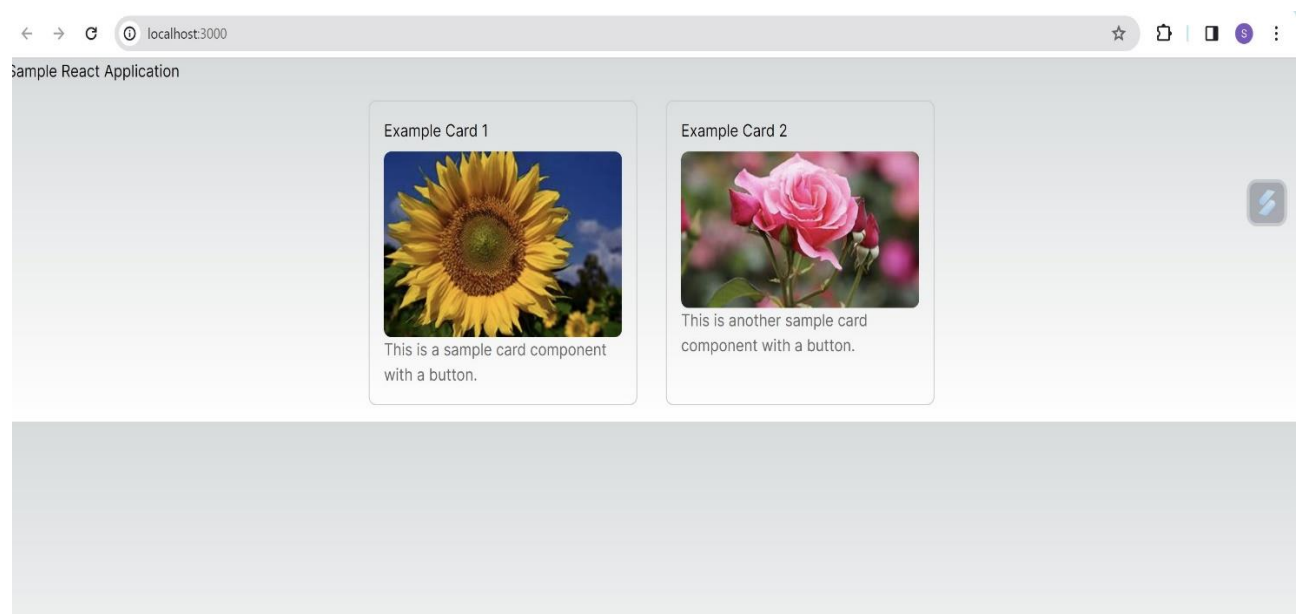 localhost:3000
S
Sample React Application
Example Card 1
Example Card 2
This is a sample card component
with a button.
This is another sample card
component with a button.